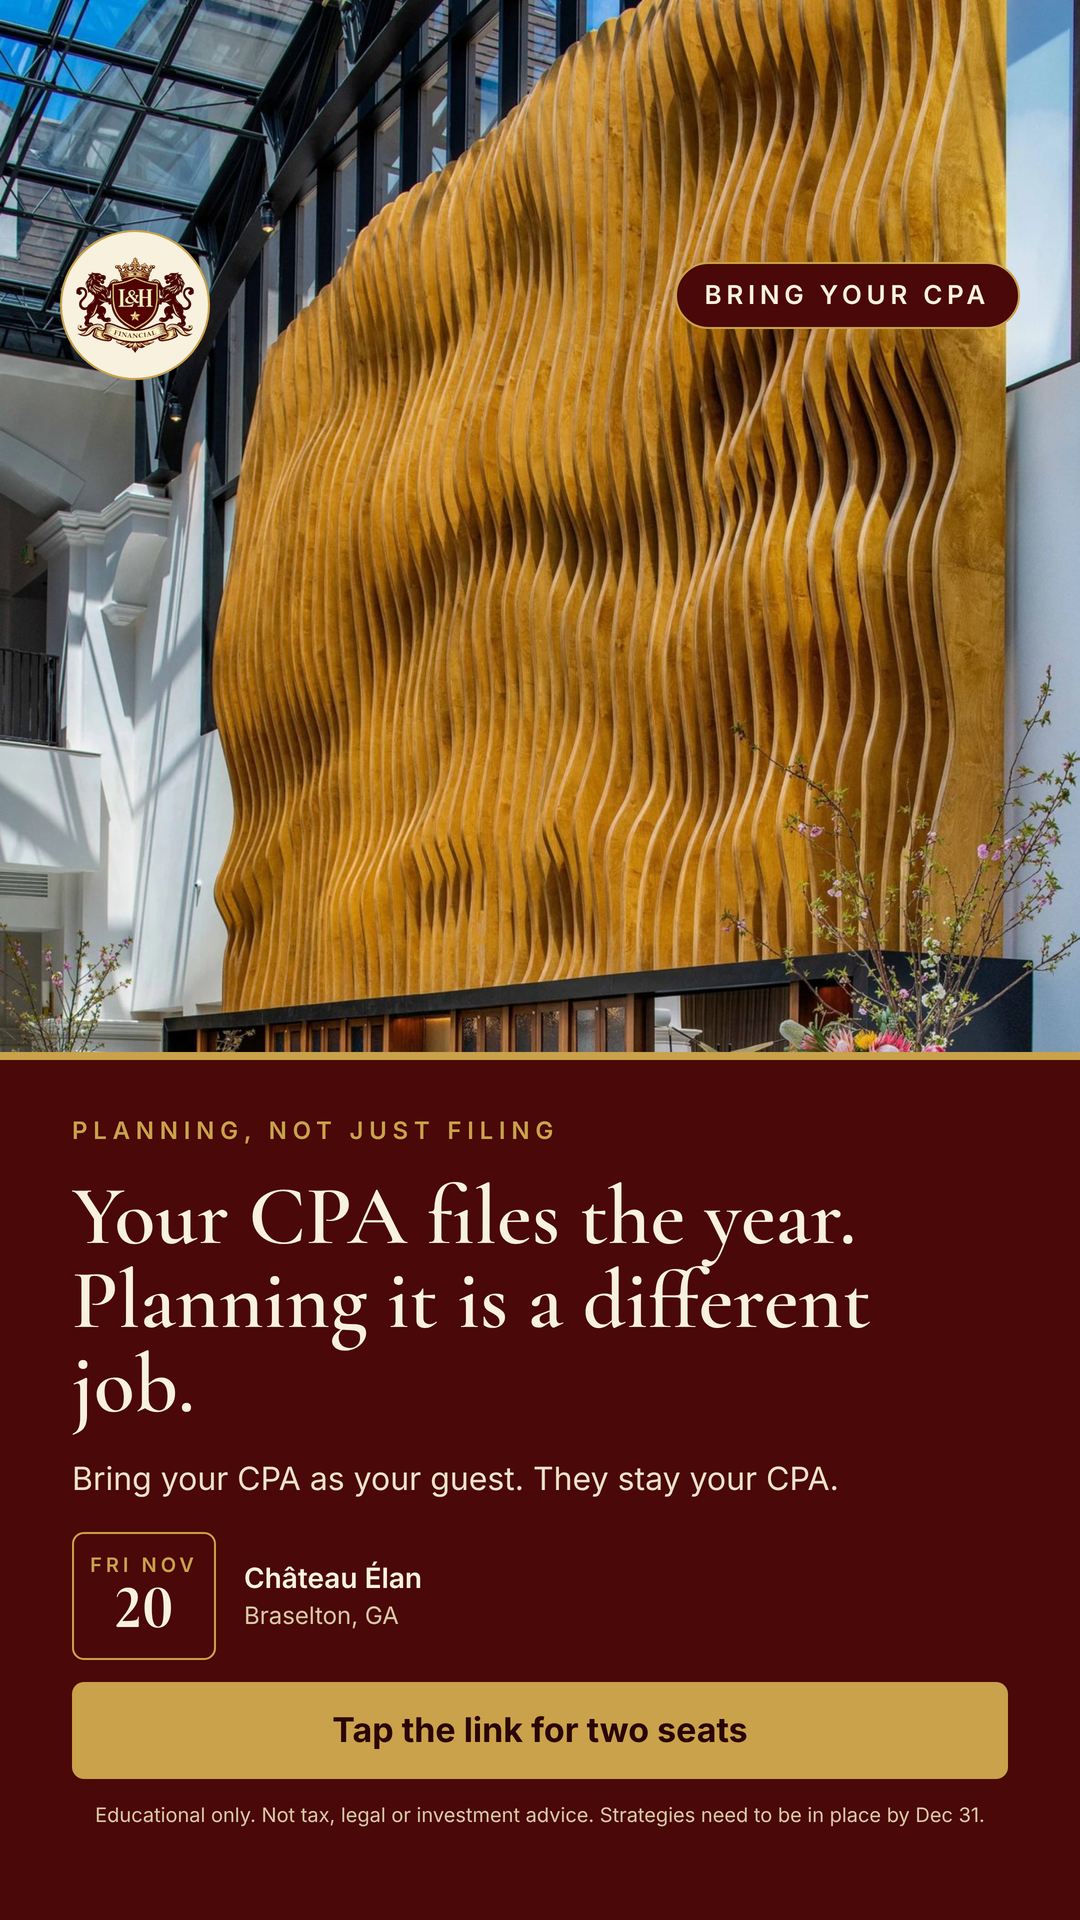 L&H
FINANCIAL
BRING YOUR CPA
PLANNING, NOT JUST FILING
Your CPA files the year.
Planning it is a different
job.
Bring your CPA as your guest. They stay your CPA.
FRI NOV
20
Château Élan
Braselton, GA
Tap the link for two seats
Educational only. Not tax, legal or investment advice. Strategies need to be in place by Dec 31.